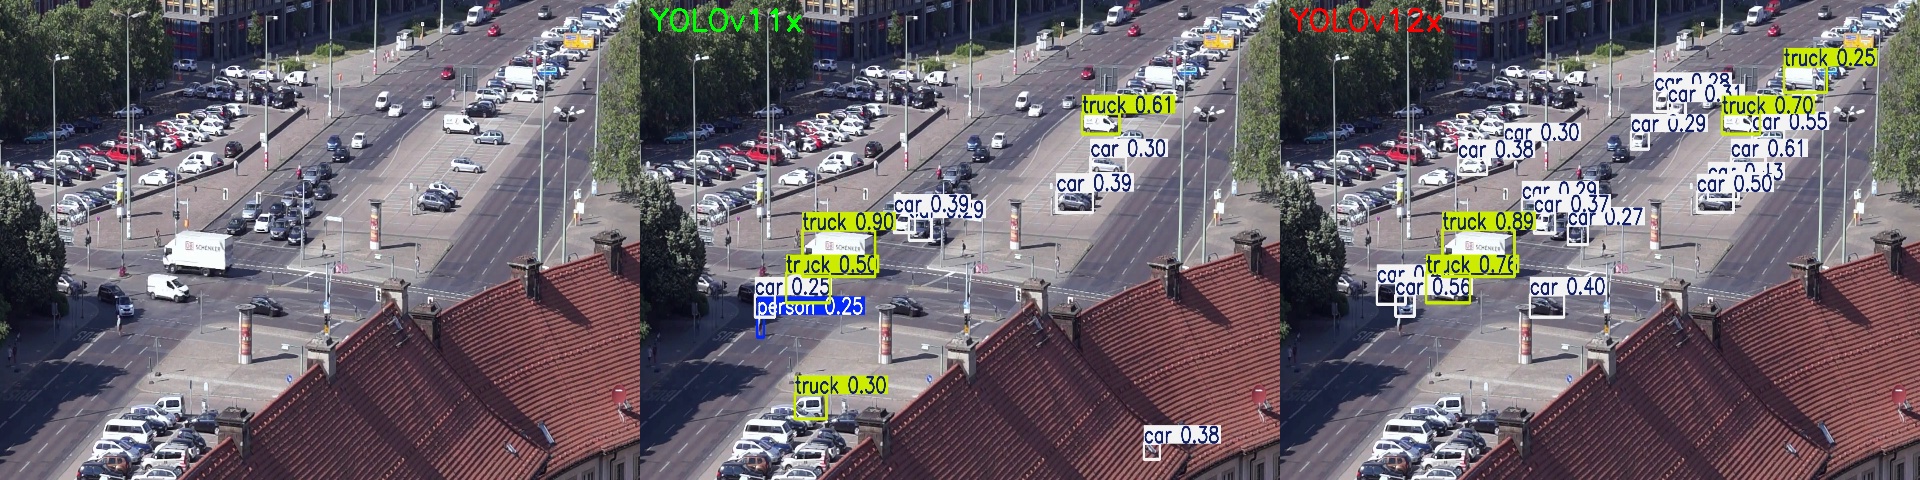 SCHENKER
YOLOv11x
truck 0.61
car 0.30
car 0.39
car 0.39
truck 0.90
SCHENKER
truck 0.50
car 0.25
person 0.25
truck 0.30
car 0.38
YOLOv12x
truck 0.25
car 0.28
car 0.31
truck 0.70
car 0.55
car 0.29
car 0.30
car 0.38
car 0.61
car 0.50
car 0.29
car 0.37
car 0.27
truck 0.89
SCHENKER
truck 0.76
car 0.56
car 0.40